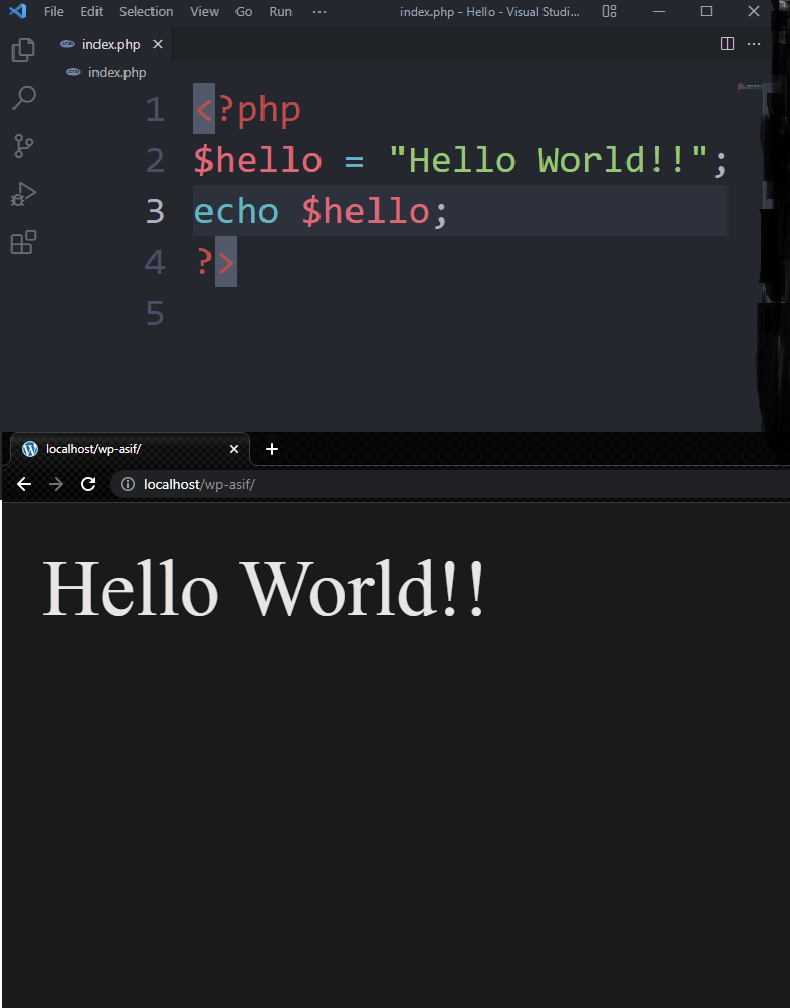 File Edit Selection View Go Run ··· index.php - Hello - Visual Studi...
index.php
index.php
1 <?php
2 $hello = "Hello World!!";
3 echo $hello;
4 ?>
5
localhost/wp-asif/
localhost/wp-asif/
Hello World!!